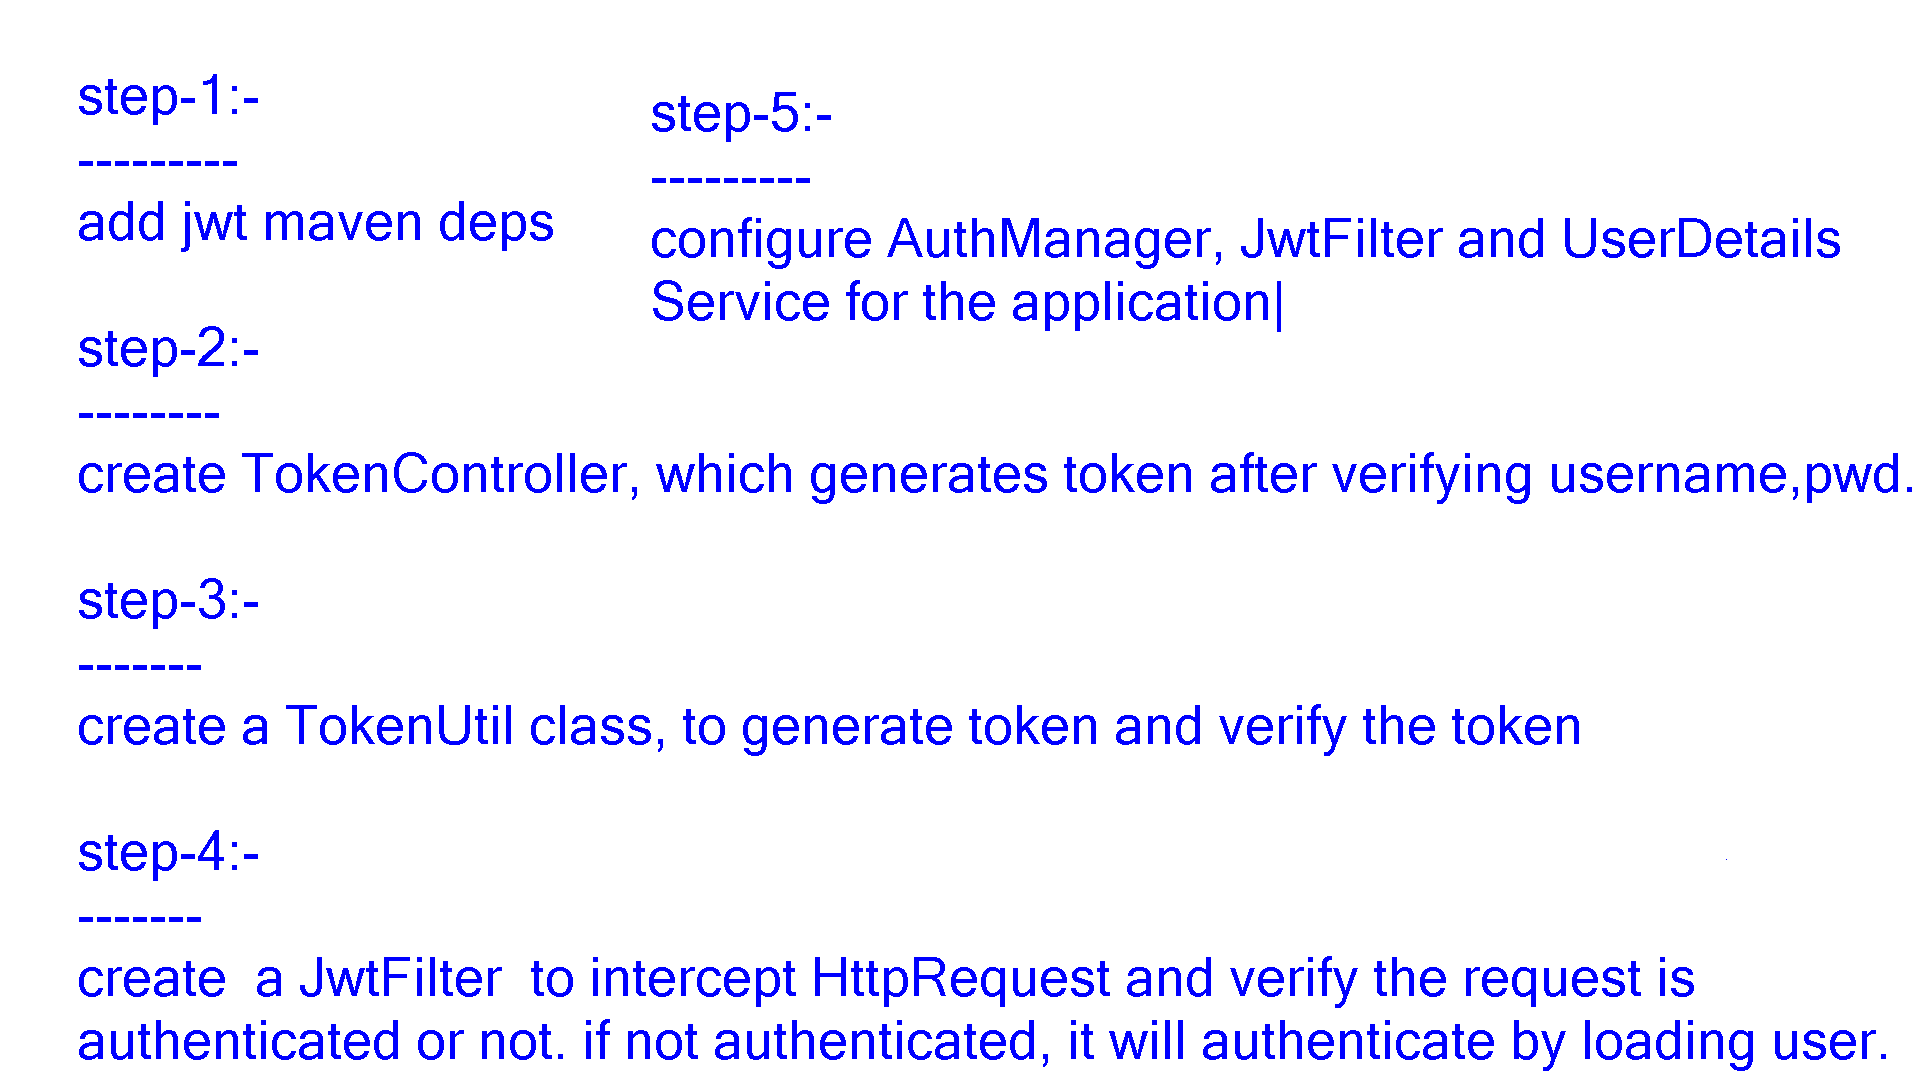 step-1:-
---------
add jwt maven deps
step-2:-
--------
create TokenController, which generates token after verifying username,pwd.
step-3:-
-------
create a TokenUtil class, to generate token and verify the token
step-4:-
-------
create  a JwtFilter  to intercept HttpRequest and verify the request is
authenticated or not. if not authenticated, it will authenticate by loading user.
step-5:-
---------
configure AuthManager, JwtFilter and UserDetails
Service for the application|